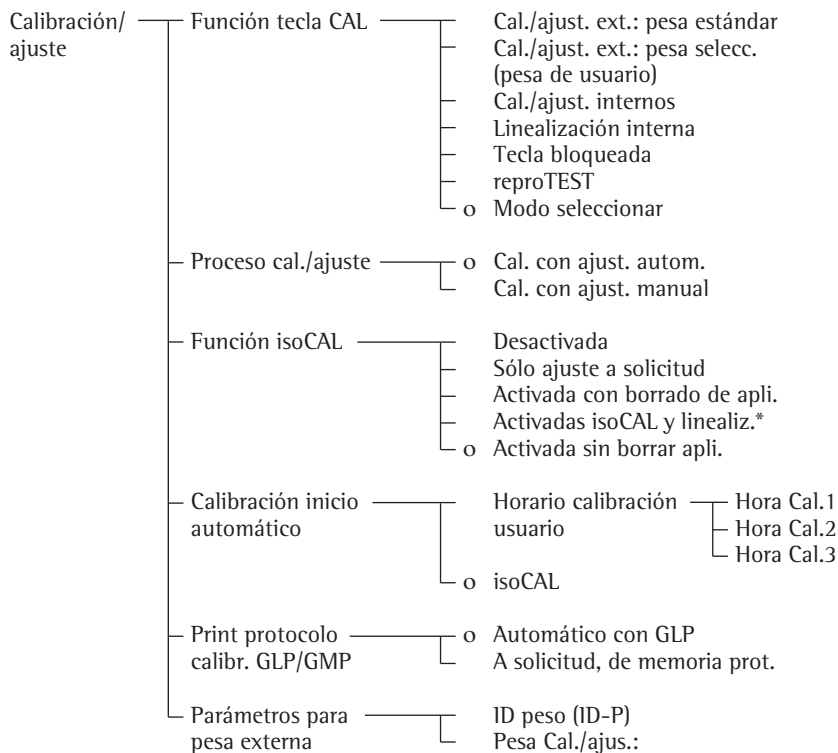 Calibración/
ajuste
Función tecla CAL
Cal./ajust. ext.: pesa estándar
Cal./ajust. ext.: pesa selecc.
(pesa de usuario)
Cal./ajust. internos
Linealización interna
Tecla bloqueada
reproTEST
o Modo seleccionar
Proceso cal./ajuste
o Cal. con ajust. autom.
Cal. con ajust. manual
Función isoCAL
Desactivada
Sólo ajuste a solicitud
Activada con borrado de apli.
Activadas isoCAL y linealiz.*
o Activada sin borrar apli.
Calibración inicio
automático
Horario calibración
usuario
Hora Cal.1
Hora Cal.2
Hora Cal.3
o isoCAL
Print protocolo
calibr. GLP/GMP
o Automático con GLP
A solicitud, de memoria prot.
Parámetros para
pesa externa
ID peso (ID-P)
Pesa Cal./ajus.: